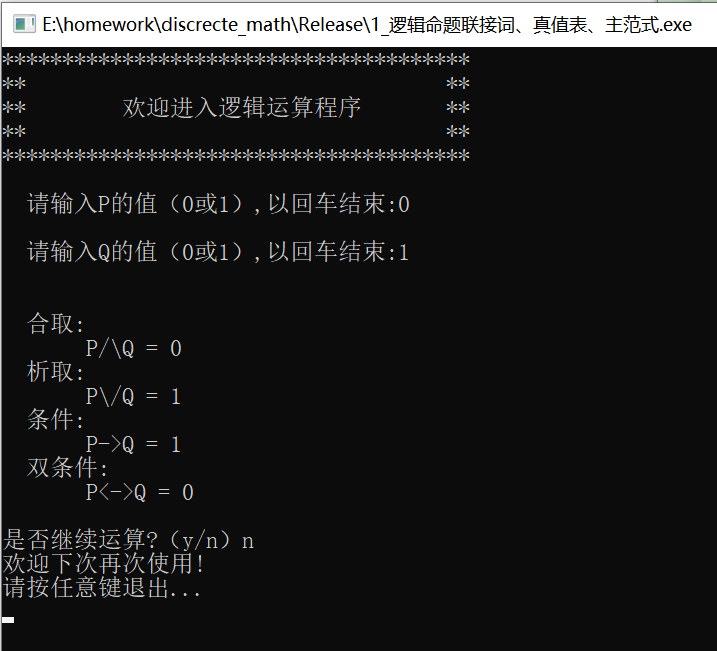 E:\homework\discrecte_math\Release\1_逻辑命题联接词、真值表、主范式.exe
***************************************
**                                   **
**        欢迎进入逻辑运算程序       **
**                                   **
***************************************
请输入P的值（0或1）,以回车结束:0
请输入Q的值（0或1）,以回车结束:1
合取:
P/\Q = 0
析取:
P\/Q = 1
条件:
P->Q = 1
双条件:
P<->Q = 0
是否继续运算?（y/n）n
欢迎下次再次使用!
请按任意键退出...